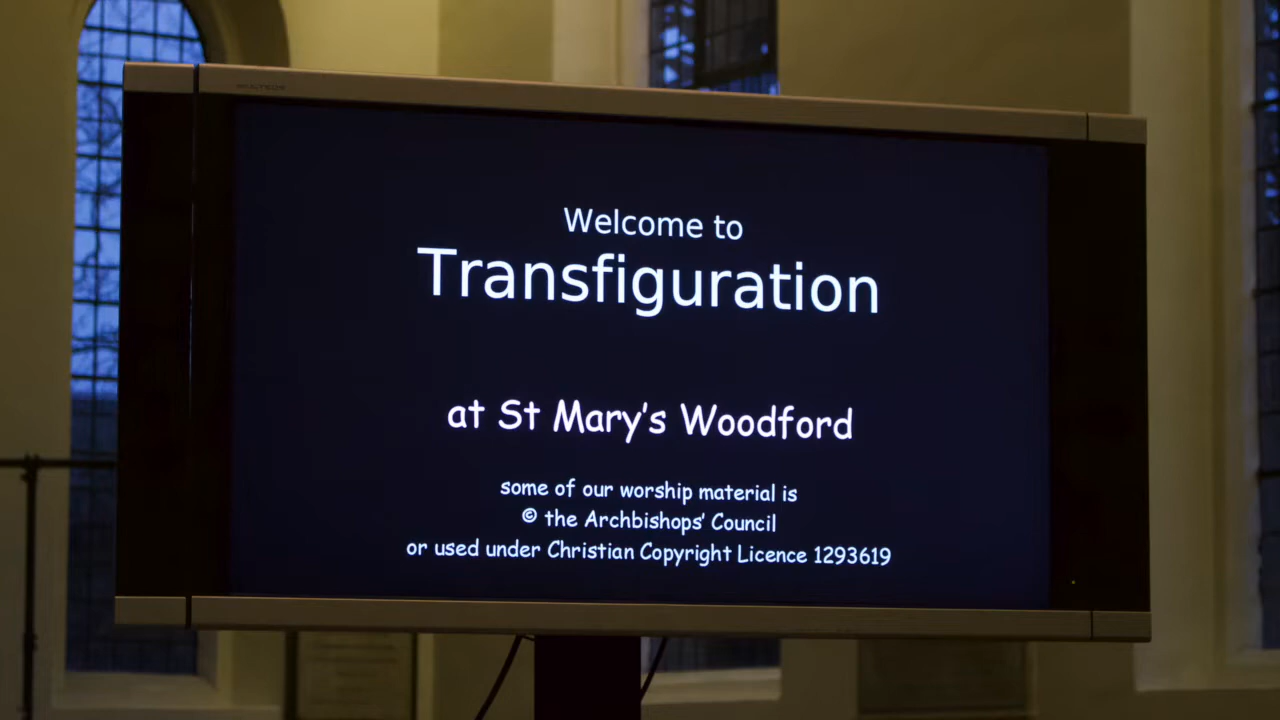 Welcome to
Transfiguration
at St Mary's Woodford
some of our worship material is
© the Archbishops' Council
or used under Christian Copyright Licence 1293619